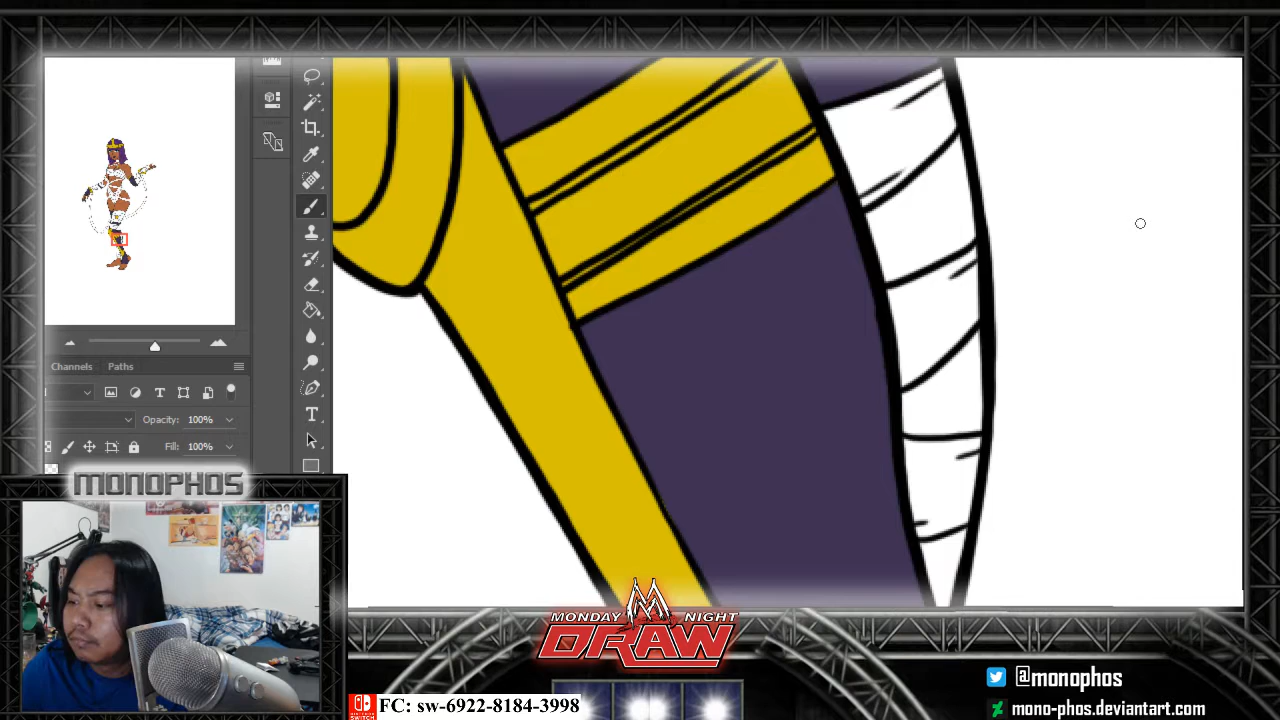 Channels Paths
Opacity: 100%
Fill: 100%
MONOPHOS
MONDAY NIGHT
DRAW
FC: sw-6922-8184-3998
@monophos
mono-phos.deviantart.com